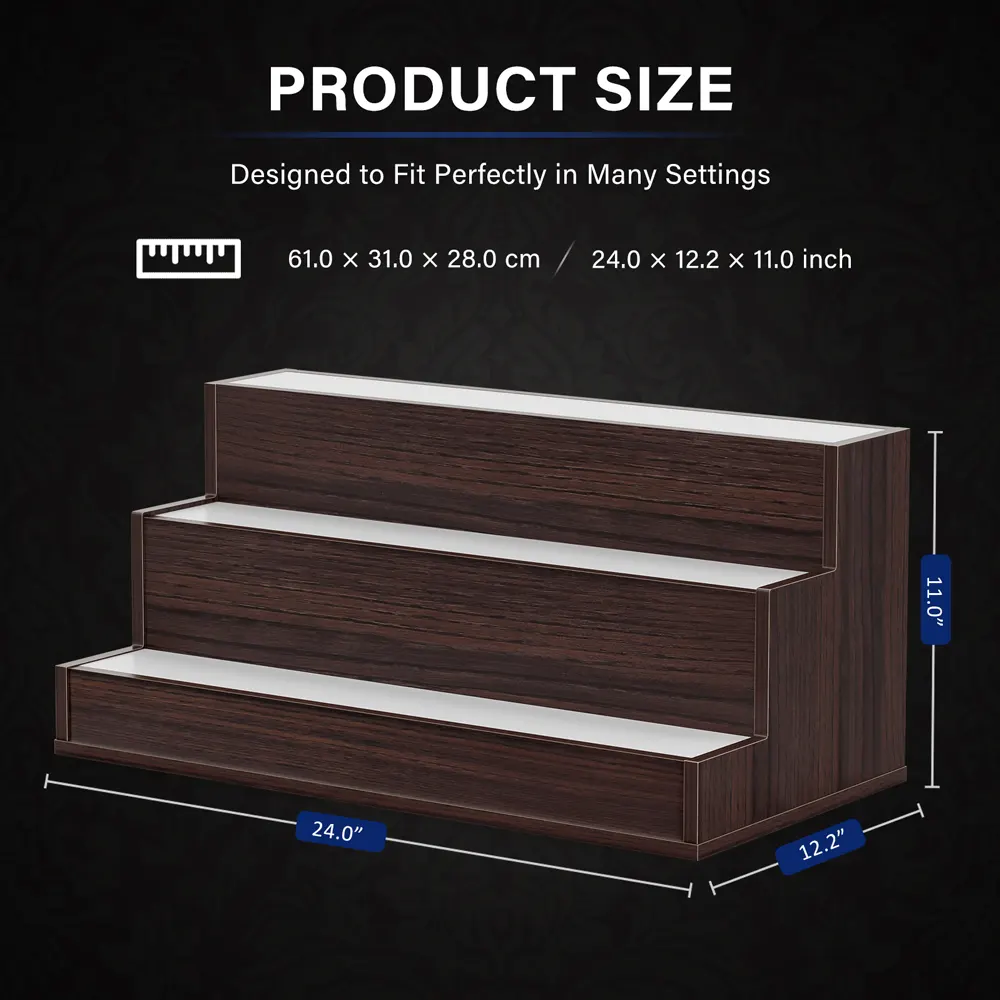 PRODUCT SIZE
Designed to Fit Perfectly in Many Settings
61.0 × 31.0 × 28.0 cm / 24.0 × 12.2 × 11.0 inch
11.0”
24.0”
12.2”